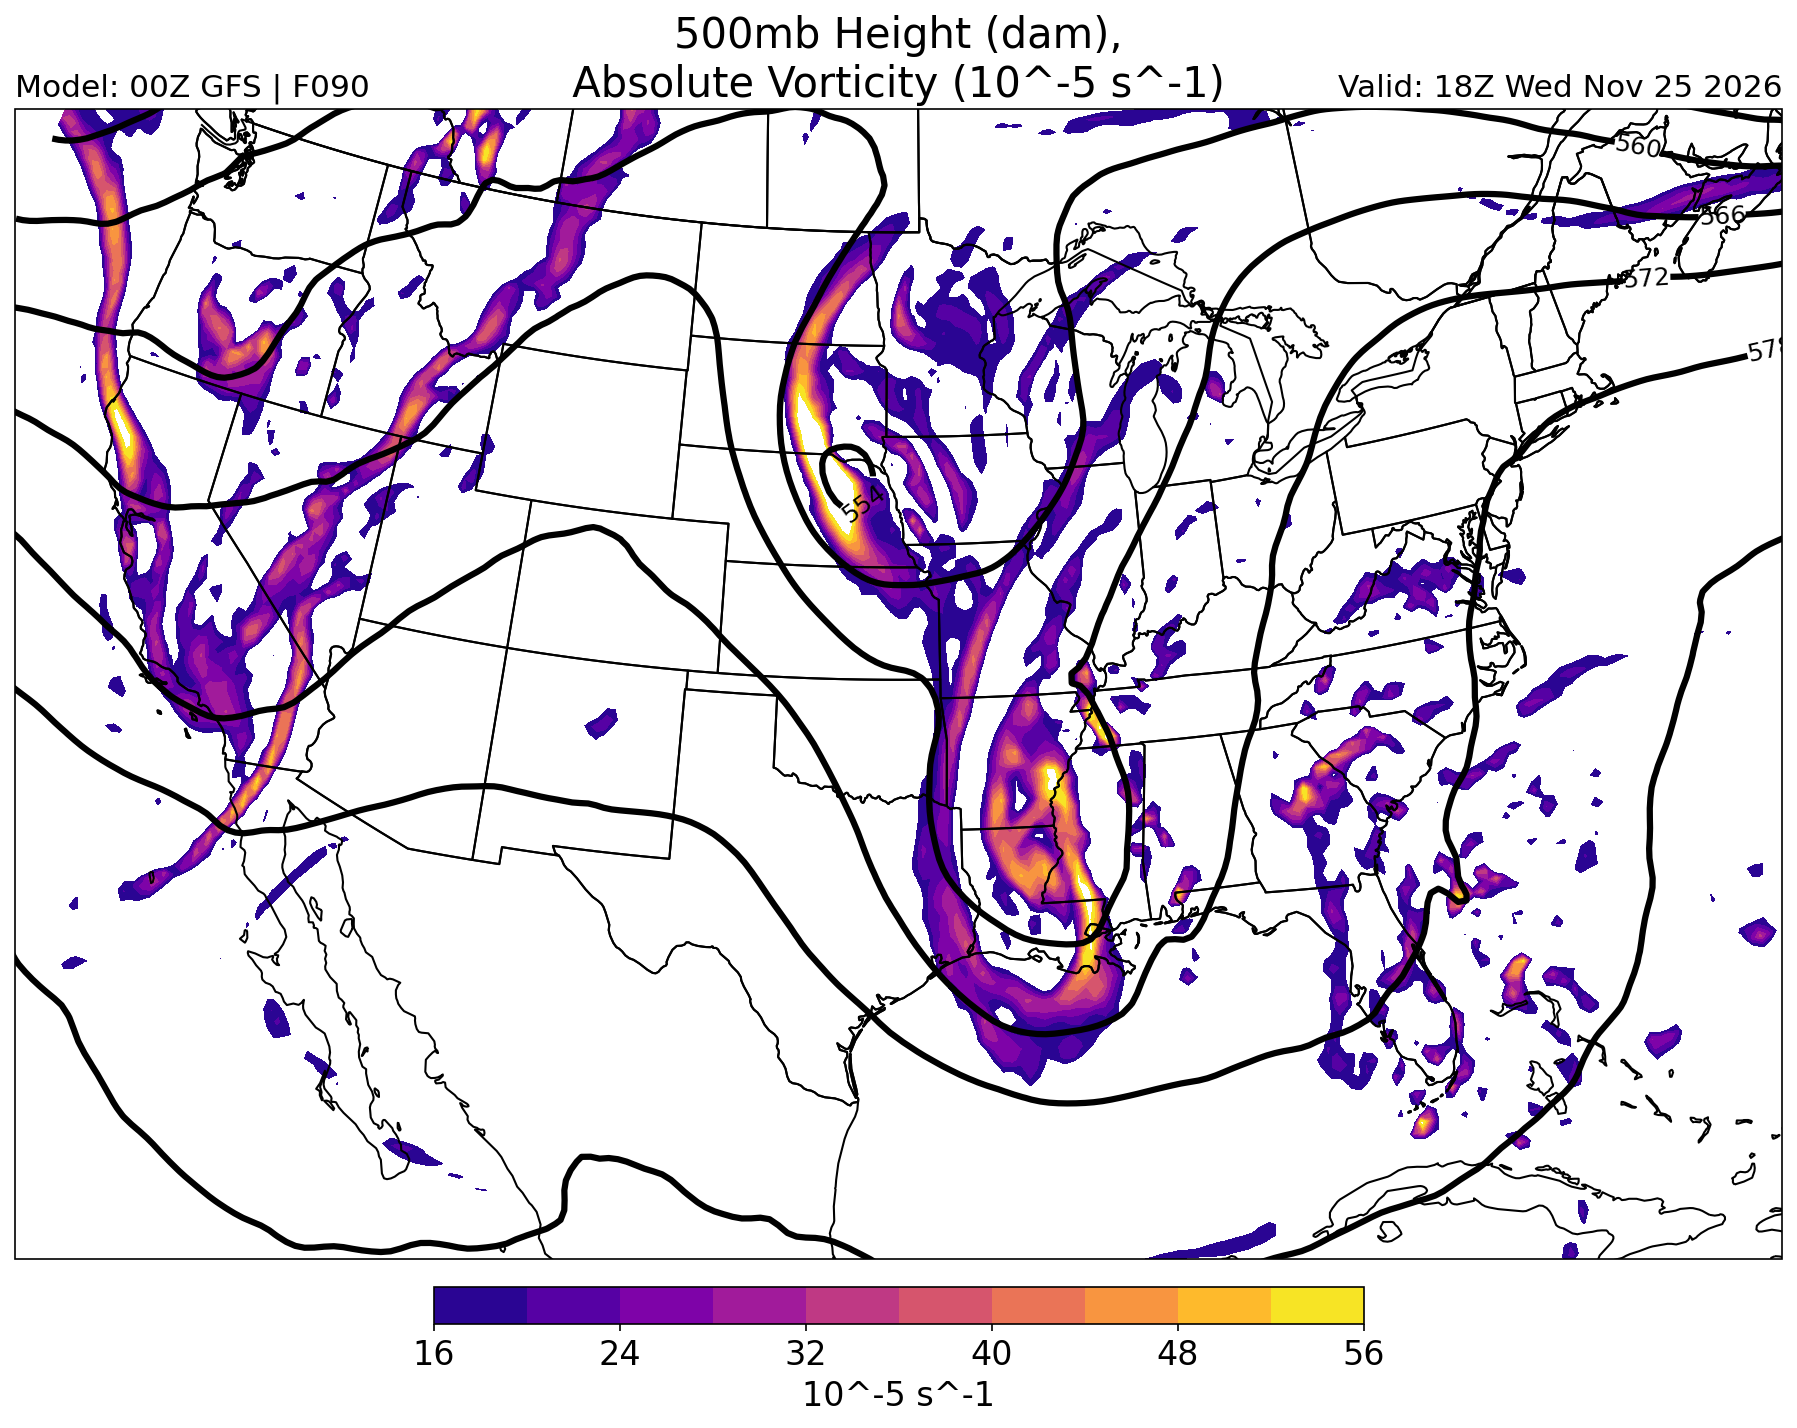 500mb Height (dam),
Model: 00Z GFS | F090
Absolute Vorticity (10^-5 s^-1)
Valid: 18Z Wed Nov 25 2026
560
566
572
554
16 24 32 40 48 56
10^-5 s^-1